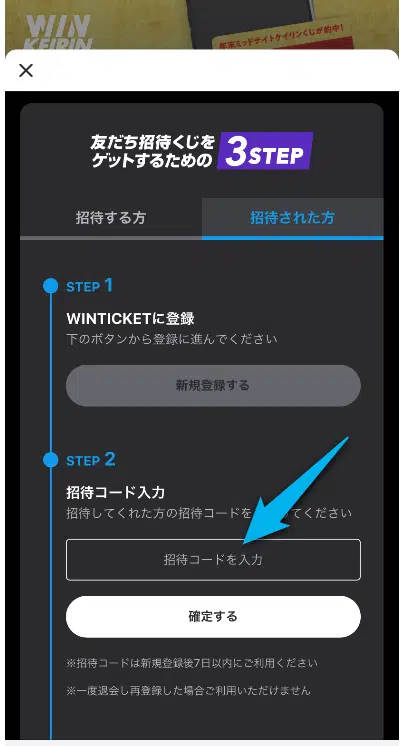 WIN
KEIRIN
年末ミッドナイトケイリンくじが的中!
友だち招待くじを
ゲットするための 3STEP
招待する方 招待された方
STEP 1
WINTICKETに登録
下のボタンから登録に進んでください
新規登録する
STEP 2
招待コード入力
招待してくれた方の招待コードを てください
招待コードを入力
確定する
※招待コードは新規登録後7日以内にご利用ください
※一度退会し再登録した場合ご利用いただけません